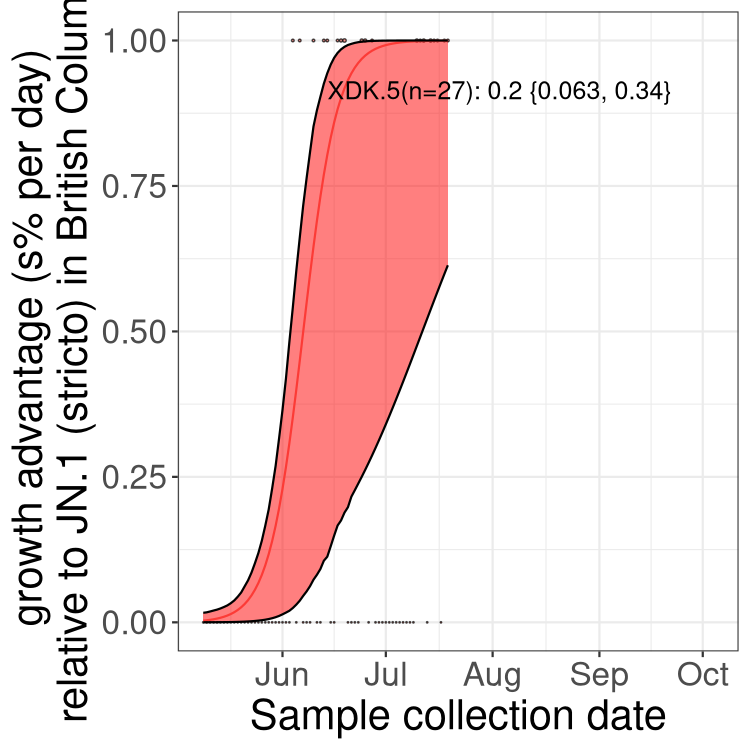 growth advantage (s% per day)
relative to JN.1 (stricto) in British Colum
1.00
0.75
0.50
0.25
0.00
XDK.5(n=27): 0.2 {0.063, 0.34}
Jun Jul Aug Sep Oct
Sample collection date